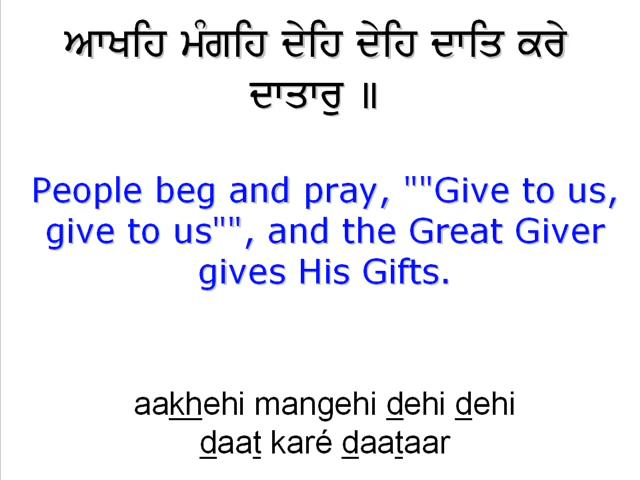 ਆਖਹਿ ਮੰਗਹਿ ਦੇਹਿ ਦੇਹਿ ਦਾਤਿ ਕਰੇ
ਦਾਤਾਰੁ ॥
People beg and pray, ""Give to us,
give to us"", and the Great Giver
gives His Gifts.
aakhehi mangehi dehi dehi
daat karé daataar